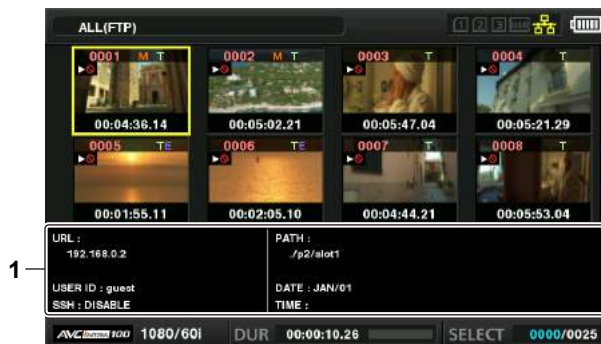 ALL(FTP)
1 2 3 USB
0001 M T
0002 M T
0003 T
0004 T
00:04:36.14
00:05:02.21
00:05:47.04
00:05:21.29
0005 TE
0006 TE
0007 T
0008 T
00:01:55.11
00:02:05.10
00:04:44.21
00:05:53.04
URL :
192.168.0.2
USER ID : guest
SSH : DISABLE
PATH :
./p2/slot1
DATE : JAN/01
TIME :
1
AVC Intra 100 1080/60i DUR 00:00:10.26 SELECT 0000/0025